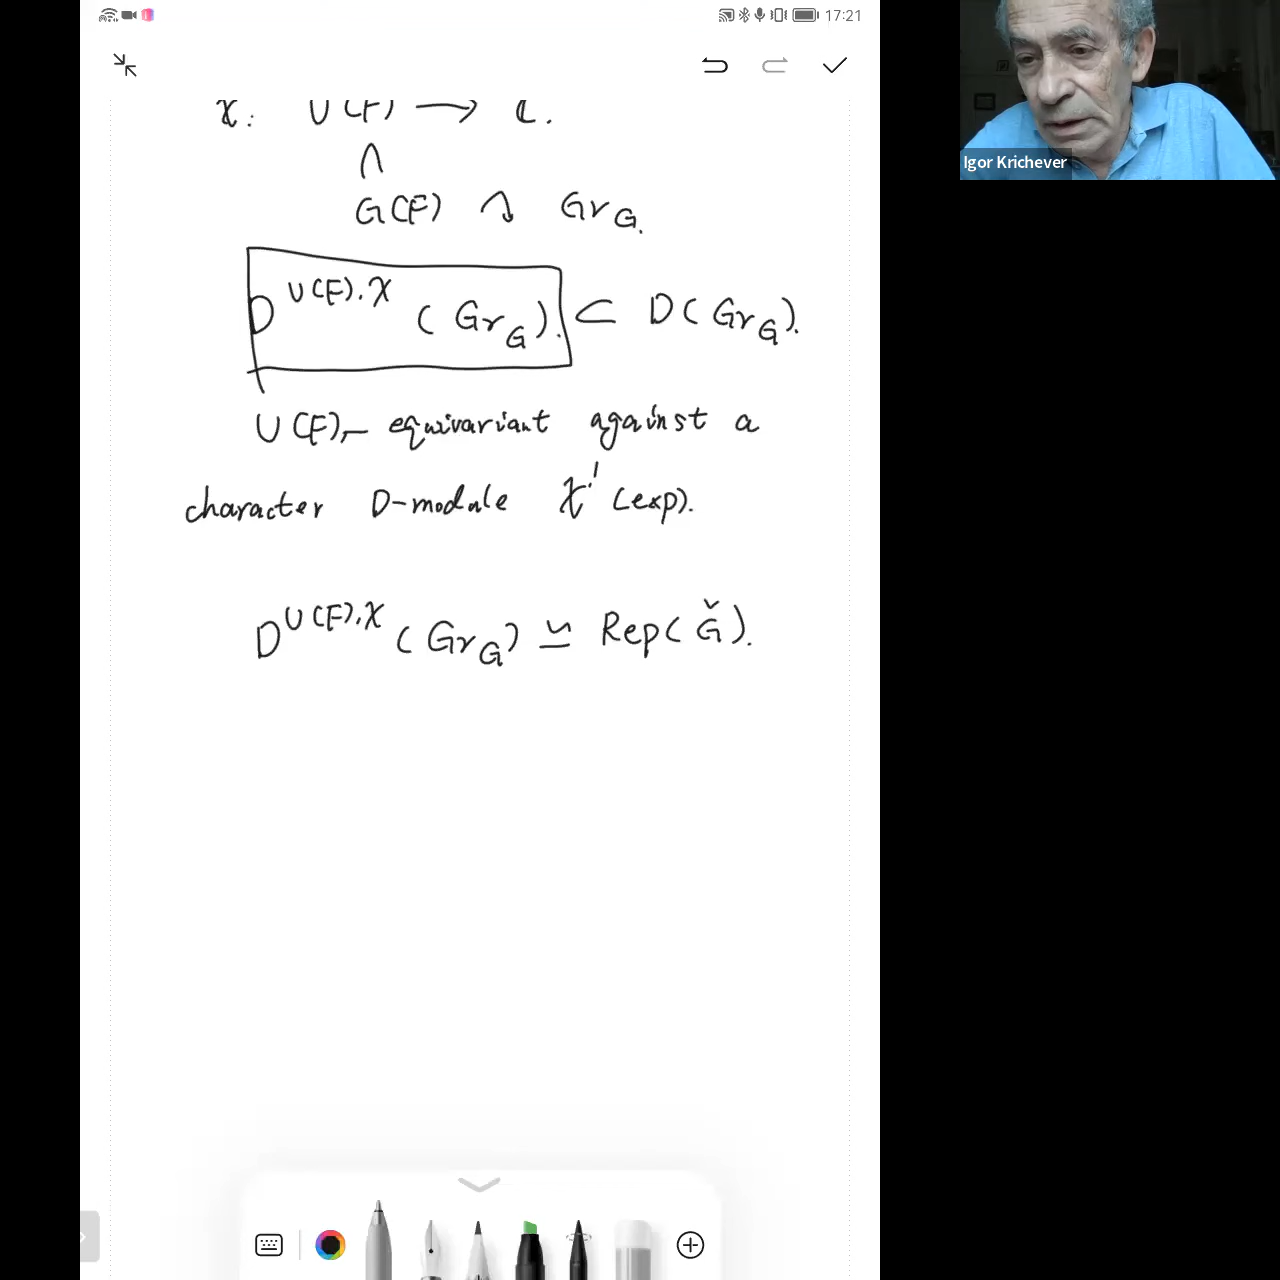 17:21
χ: U(F) ⟶ C.
∧
G(F) ↷ Gr_G.
D^{U(F),χ} (Gr_G). ⊂ D(Gr_G).
U(F)- equivariant against a
character D-module χ^! (exp).
D^{U(F),χ} (Gr_G) ≃ Rep(Ǧ).
Igor Krichever